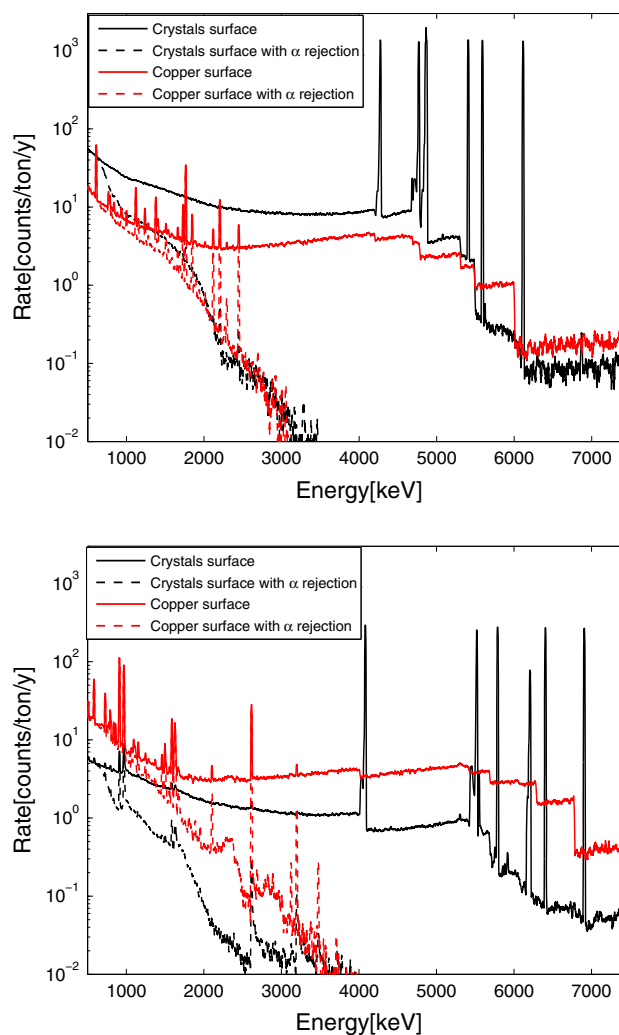 10³
10²
10¹
10⁰
10⁻¹
10⁻²
Rate[counts/ton/y]
Crystals surface
Crystals surface with α rejection
Copper surface
Copper surface with α rejection
1000 2000 3000 4000 5000 6000 7000
Energy[keV]
10³
10²
10¹
10⁰
10⁻¹
10⁻²
Rate[counts/ton/y]
Crystals surface
Crystals surface with α rejection
Copper surface
Copper surface with α rejection
1000 2000 3000 4000 5000 6000 7000
Energy[keV]